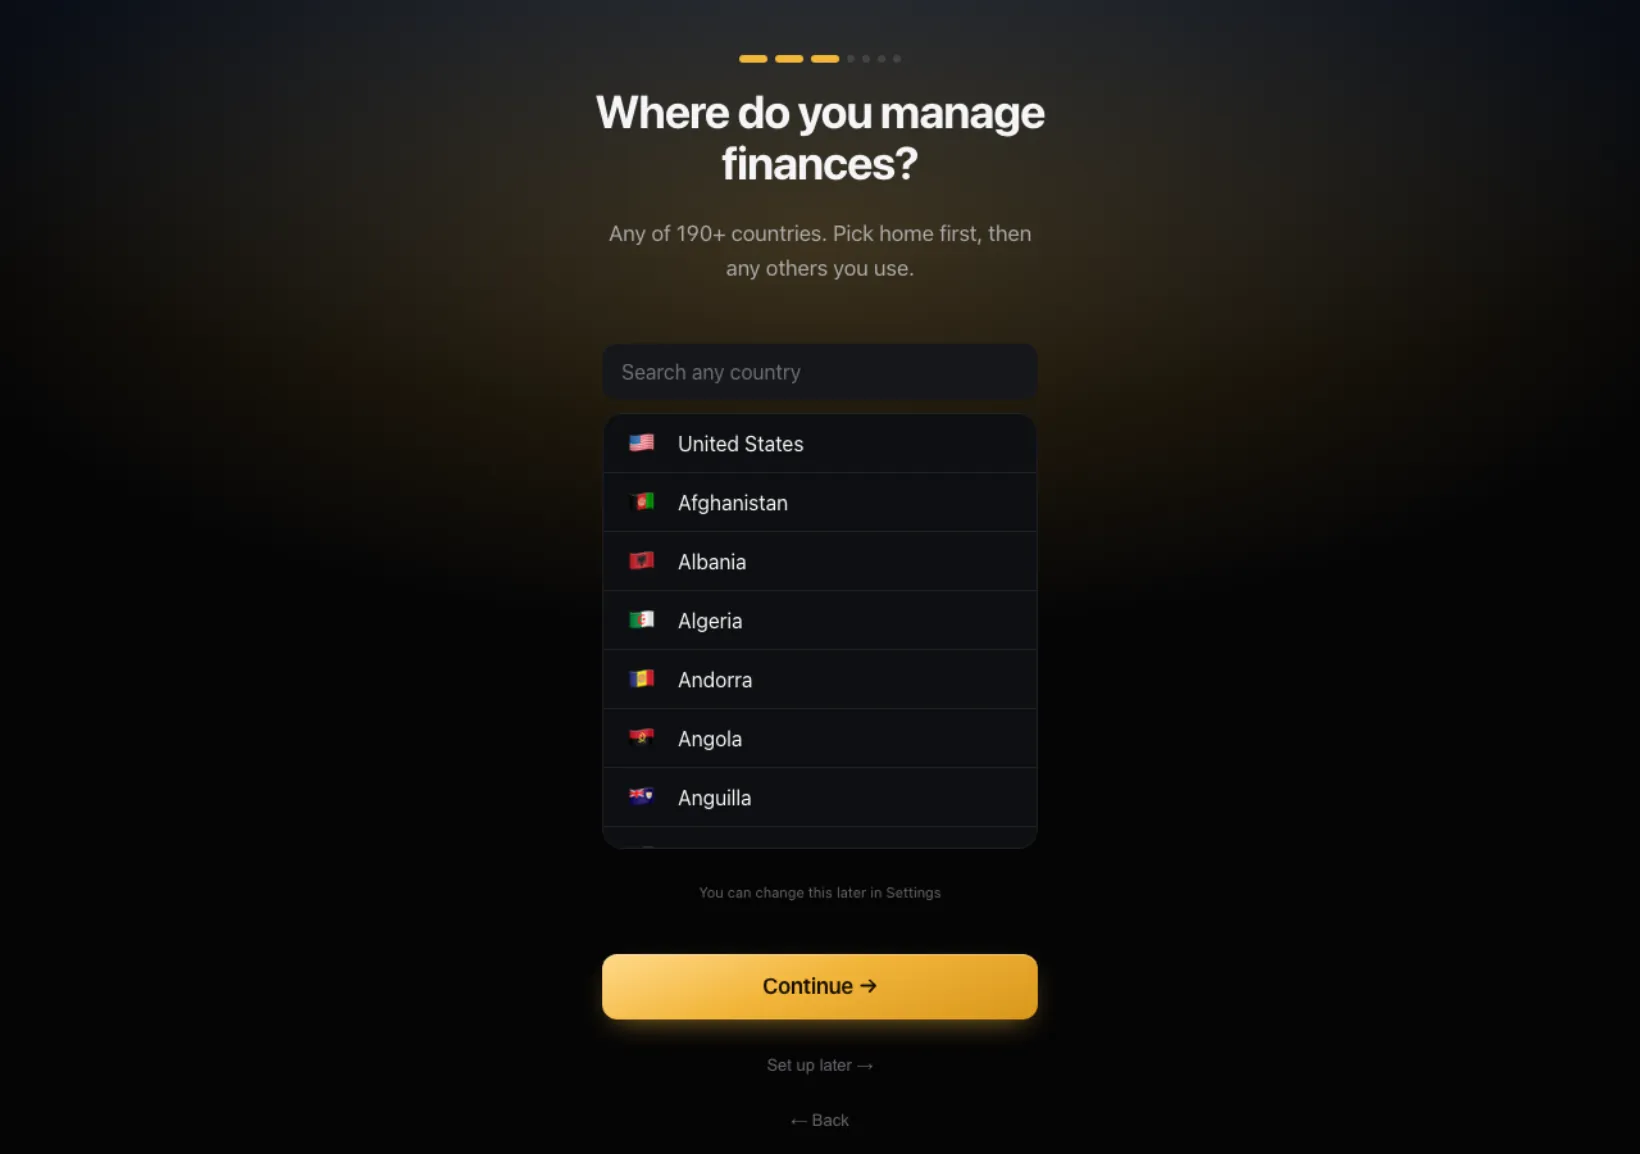 Where do you manage
finances?
Any of 190+ countries. Pick home first, then
any others you use.
Search any country
United States
Afghanistan
Albania
Algeria
Andorra
Angola
Anguilla
You can change this later in Settings
Continue →
Set up later →
← Back